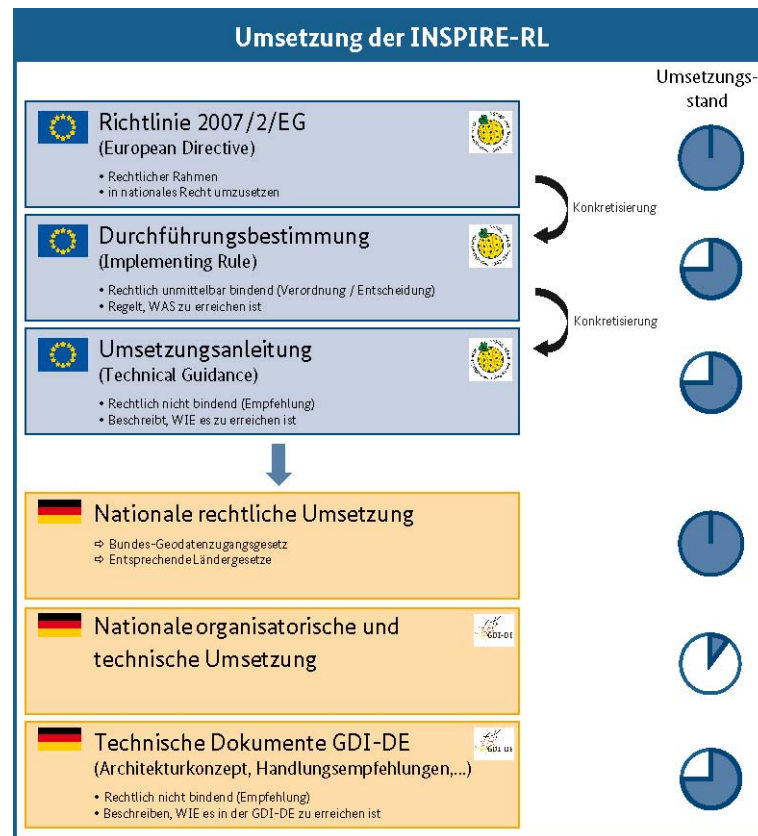 Umsetzung der INSPIRE-RL
Umsetzungs-
stand
Richtlinie 2007/2/EG
(European Directive)
• Rechtlicher Rahmen
• in nationales Recht umzusetzen
Konkretisierung
Durchführungsbestimmung
(Implementing Rule)
• Rechtlich unmittelbar bindend (Verordnung / Entscheidung)
• Regelt, WAS zu erreichen ist
Konkretisierung
Umsetzungsanleitung
(Technical Guidance)
• Rechtlich nicht bindend (Empfehlung)
• Beschreibt, WIE es zu erreichen ist
Nationale rechtliche Umsetzung
⇨ Bundes-Geodatenzugangsgesetz
⇨ Entsprechende Ländergesetze
Nationale organisatorische und
technische Umsetzung
GDI-DE
Technische Dokumente GDI-DE
(Architekturkonzept, Handlungsempfehlungen,...)
• Rechtlich nicht bindend (Empfehlung)
• Beschreiben, WIE es in der GDI-DE zu erreichen ist
GDI-DE